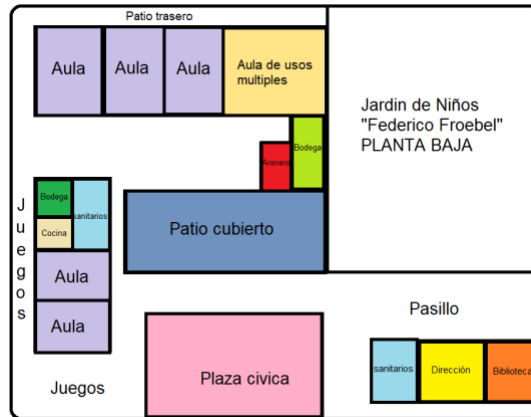 Patio trasero
Aula
Aula
Aula
Aula de usos
multiples
Jardin de Niños
"Federico Froebel"
PLANTA BAJA
Bodega
Arenero
Bodega
sanitarios
Cocina
Patio cubierto
Juegos
Aula
Aula
Pasillo
Plaza civica
sanitarios
Dirección
Biblioteca
Juegos